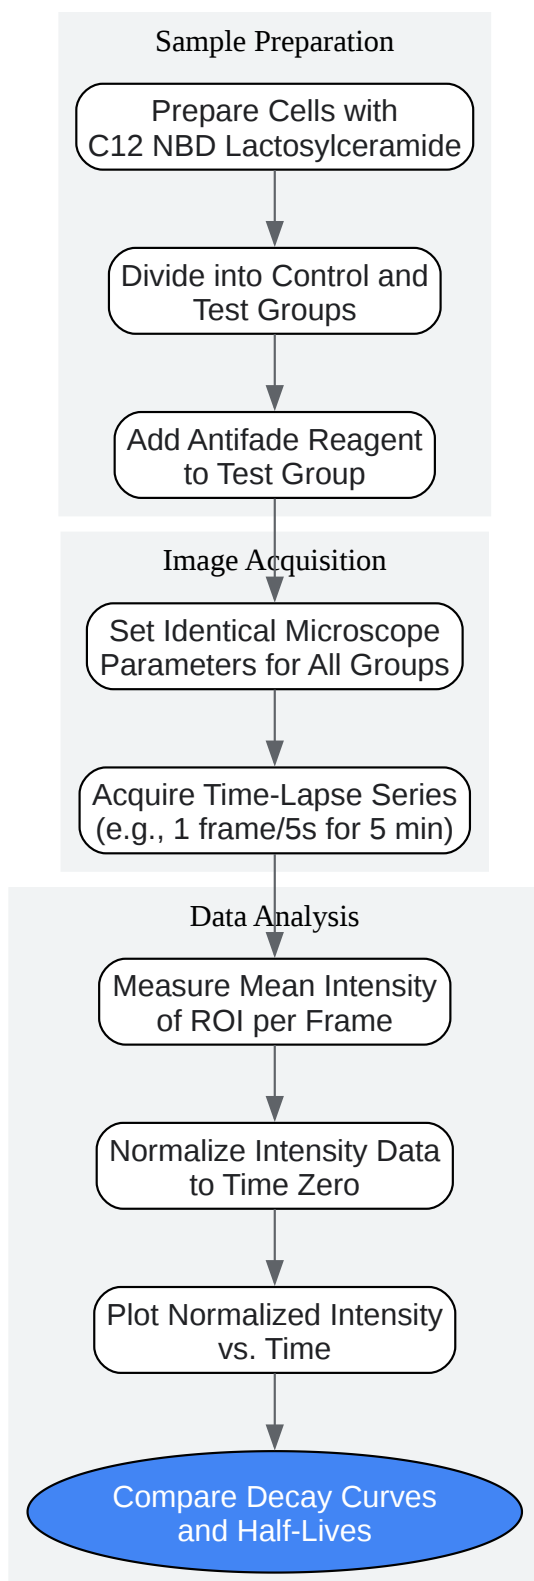 Sample Preparation
Prepare Cells with
C12 NBD Lactosylceramide
Divide into Control and
Test Groups
Add Antifade Reagent
to Test Group
Image Acquisition
Set Identical Microscope
Parameters for All Groups
Acquire Time-Lapse Series
(e.g., 1 frame/5s for 5 min)
Data Analysis
Measure Mean Intensity
of ROI per Frame
Normalize Intensity Data
to Time Zero
Plot Normalized Intensity
vs. Time
Compare Decay Curves
and Half-Lives